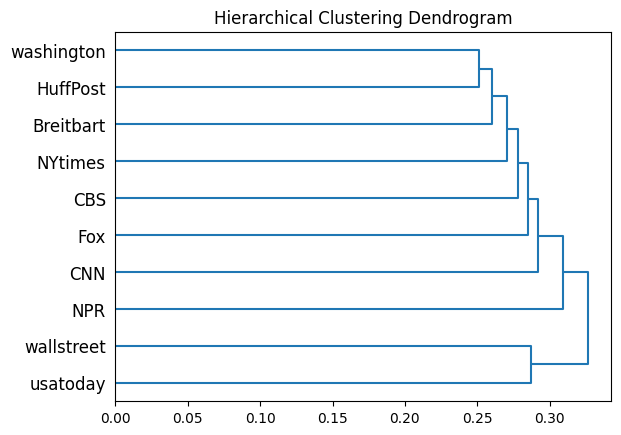 Hierarchical Clustering Dendrogram
washington
HuffPost
Breitbart
NYtimes
CBS
Fox
CNN
NPR
wallstreet
usatoday
0.00 0.05 0.10 0.15 0.20 0.25 0.30